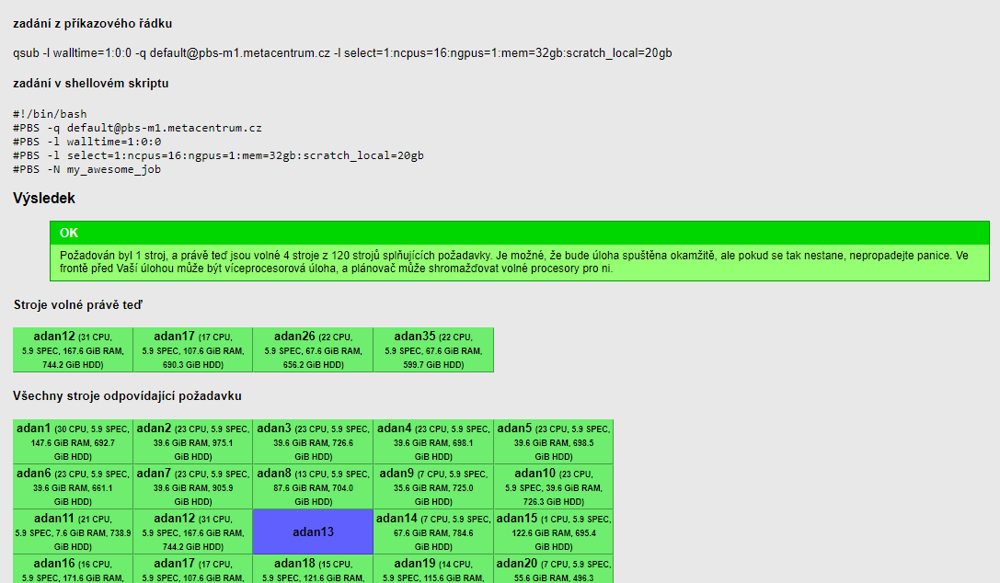 zadání z příkazového řádku
qsub -l walltime=1:0:0 -q default@pbs-m1.metacentrum.cz -l select=1:ncpus=16:ngpus=1:mem=32gb:scratch_local=20gb
zadání v shellovém skriptu
#!/bin/bash
#PBS -q default@pbs-m1.metacentrum.cz
#PBS -l walltime=1:0:0
#PBS -l select=1:ncpus=16:ngpus=1:mem=32gb:scratch_local=20gb
#PBS -N my_awesome_job
Výsledek
OK
Požadován byl 1 stroj, a právě teď jsou volné 4 stroje z 120 strojů splňujících požadavky. Je možné, že bude úloha spuštěna okamžitě, ale pokud se tak nestane, nepropadejte panice. Ve
frontě před Vaší úlohou může být víceprocesorová úloha, a plánovač může shromažďovat volné procesory pro ni.
Stroje volné právě teď
adan12 (31 CPU, adan17 (17 CPU, adan26 (22 CPU, adan35 (22 CPU,
5.9 SPEC, 167.6 GiB RAM, 5.9 SPEC, 107.6 GiB RAM, 5.9 SPEC, 67.6 GiB RAM, 5.9 SPEC, 67.6 GiB RAM,
744.2 GiB HDD) 690.3 GiB HDD) 656.2 GiB HDD) 599.7 GiB HDD)
Všechny stroje odpovídající požadavku
adan1 (30 CPU, 5.9 SPEC, adan2 (23 CPU, 5.9 SPEC, adan3 (23 CPU, 5.9 SPEC, adan4 (23 CPU, 5.9 SPEC, adan5 (23 CPU, 5.9 SPEC,
147.6 GiB RAM, 692.7 39.6 GiB RAM, 975.1 39.6 GiB RAM, 726.6 39.6 GiB RAM, 698.1 39.6 GiB RAM, 698.5
GiB HDD) GiB HDD) GiB HDD) GiB HDD) GiB HDD)
adan6 (23 CPU, 5.9 SPEC, adan7 (23 CPU, 5.9 SPEC, adan8 (13 CPU, 5.9 SPEC, adan9 (7 CPU, 5.9 SPEC, adan10 (23 CPU,
39.6 GiB RAM, 661.1 39.6 GiB RAM, 905.9 87.6 GiB RAM, 704.0 35.6 GiB RAM, 725.0 5.9 SPEC, 39.6 GiB RAM,
GiB HDD) GiB HDD) GiB HDD) GiB HDD) 726.3 GiB HDD)
adan11 (21 CPU, adan12 (31 CPU, adan13 adan14 (7 CPU, 5.9 SPEC, adan15 (1 CPU, 5.9 SPEC,
5.9 SPEC, 7.6 GiB RAM, 738.9 5.9 SPEC, 167.6 GiB RAM, 67.6 GiB RAM, 784.6 122.6 GiB RAM, 695.4
GiB HDD) 744.2 GiB HDD) GiB HDD) GiB HDD)
adan16 (16 CPU, adan17 (17 CPU, adan18 (15 CPU, adan19 (14 CPU, adan20 (7 CPU, 5.9 SPEC,
5.9 SPEC, 171.6 GiB RAM, 5.9 SPEC, 107.6 GiB RAM, 5.9 SPEC, 121.6 GiB RAM, 5.9 SPEC, 115.6 GiB RAM, 55.6 GiB RAM, 496.3